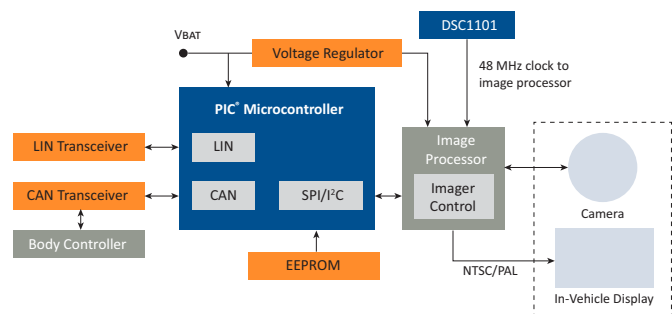 DSC1101
VBAT
Voltage Regulator
48 MHz clock to
image processor
PIC® Microcontroller
LIN Transceiver
LIN
Image
Processor
CAN Transceiver
CAN
SPI/I²C
Imager
Control
Camera
Body Controller
EEPROM
NTSC/PAL
In-Vehicle Display